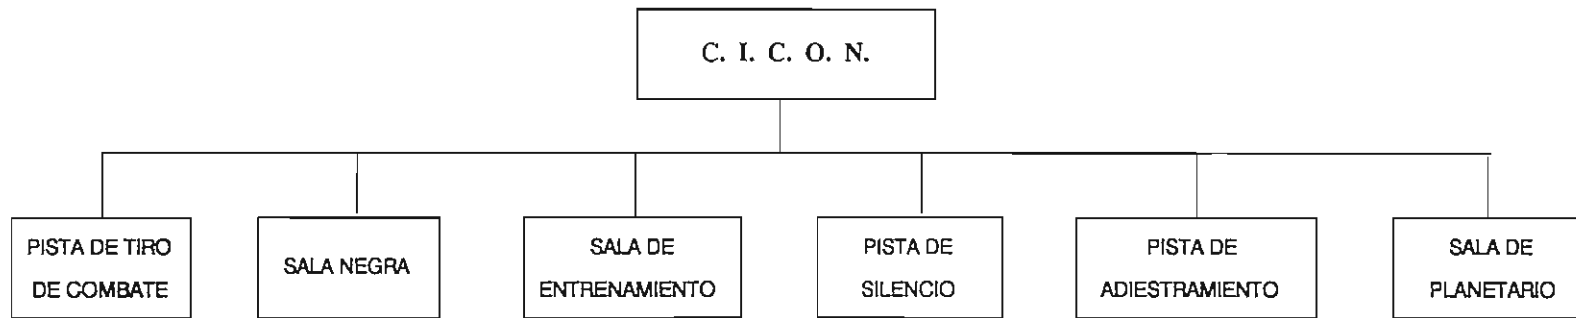 C. I. C. O. N.
PISTA DE TIRO
DE COMBATE
SALA NEGRA
SALA DE
ENTRENAMIENTO
PISTA DE
SILENCIO
PISTA DE
ADIESTRAMIENTO
SALA DE
PLANETARIO